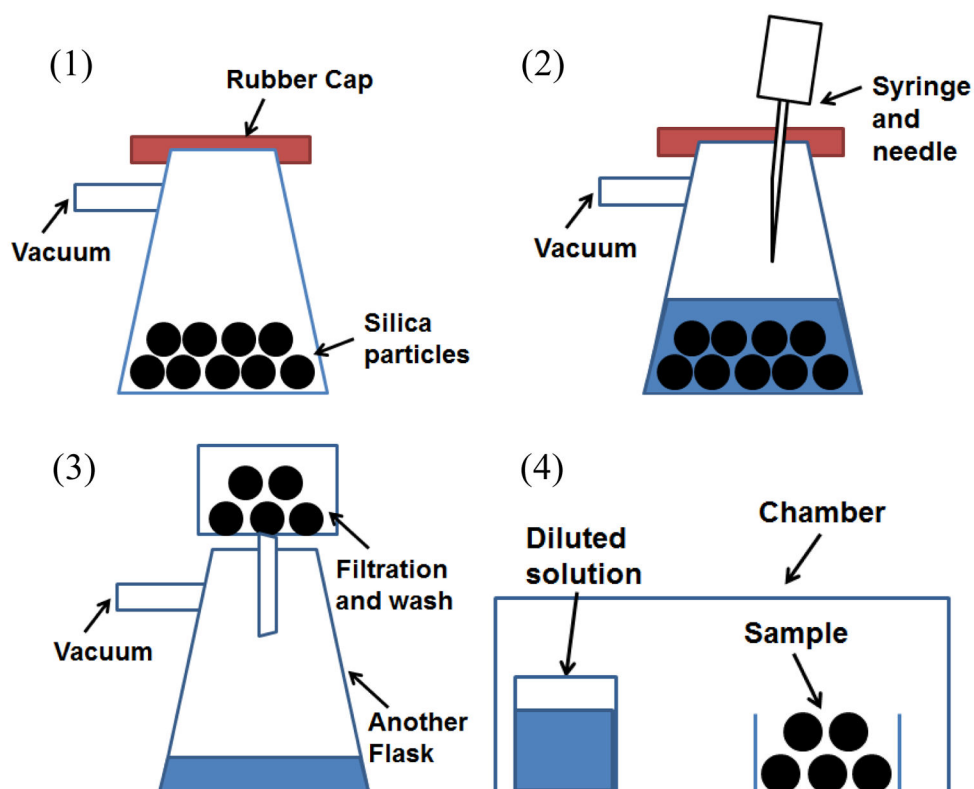 (1)
Rubber Cap
Vacuum
Silica
particles
(2)
Syringe
and
needle
Vacuum
(3)
Filtration
and wash
Vacuum
Another
Flask
(4)
Chamber
Diluted
solution
Sample